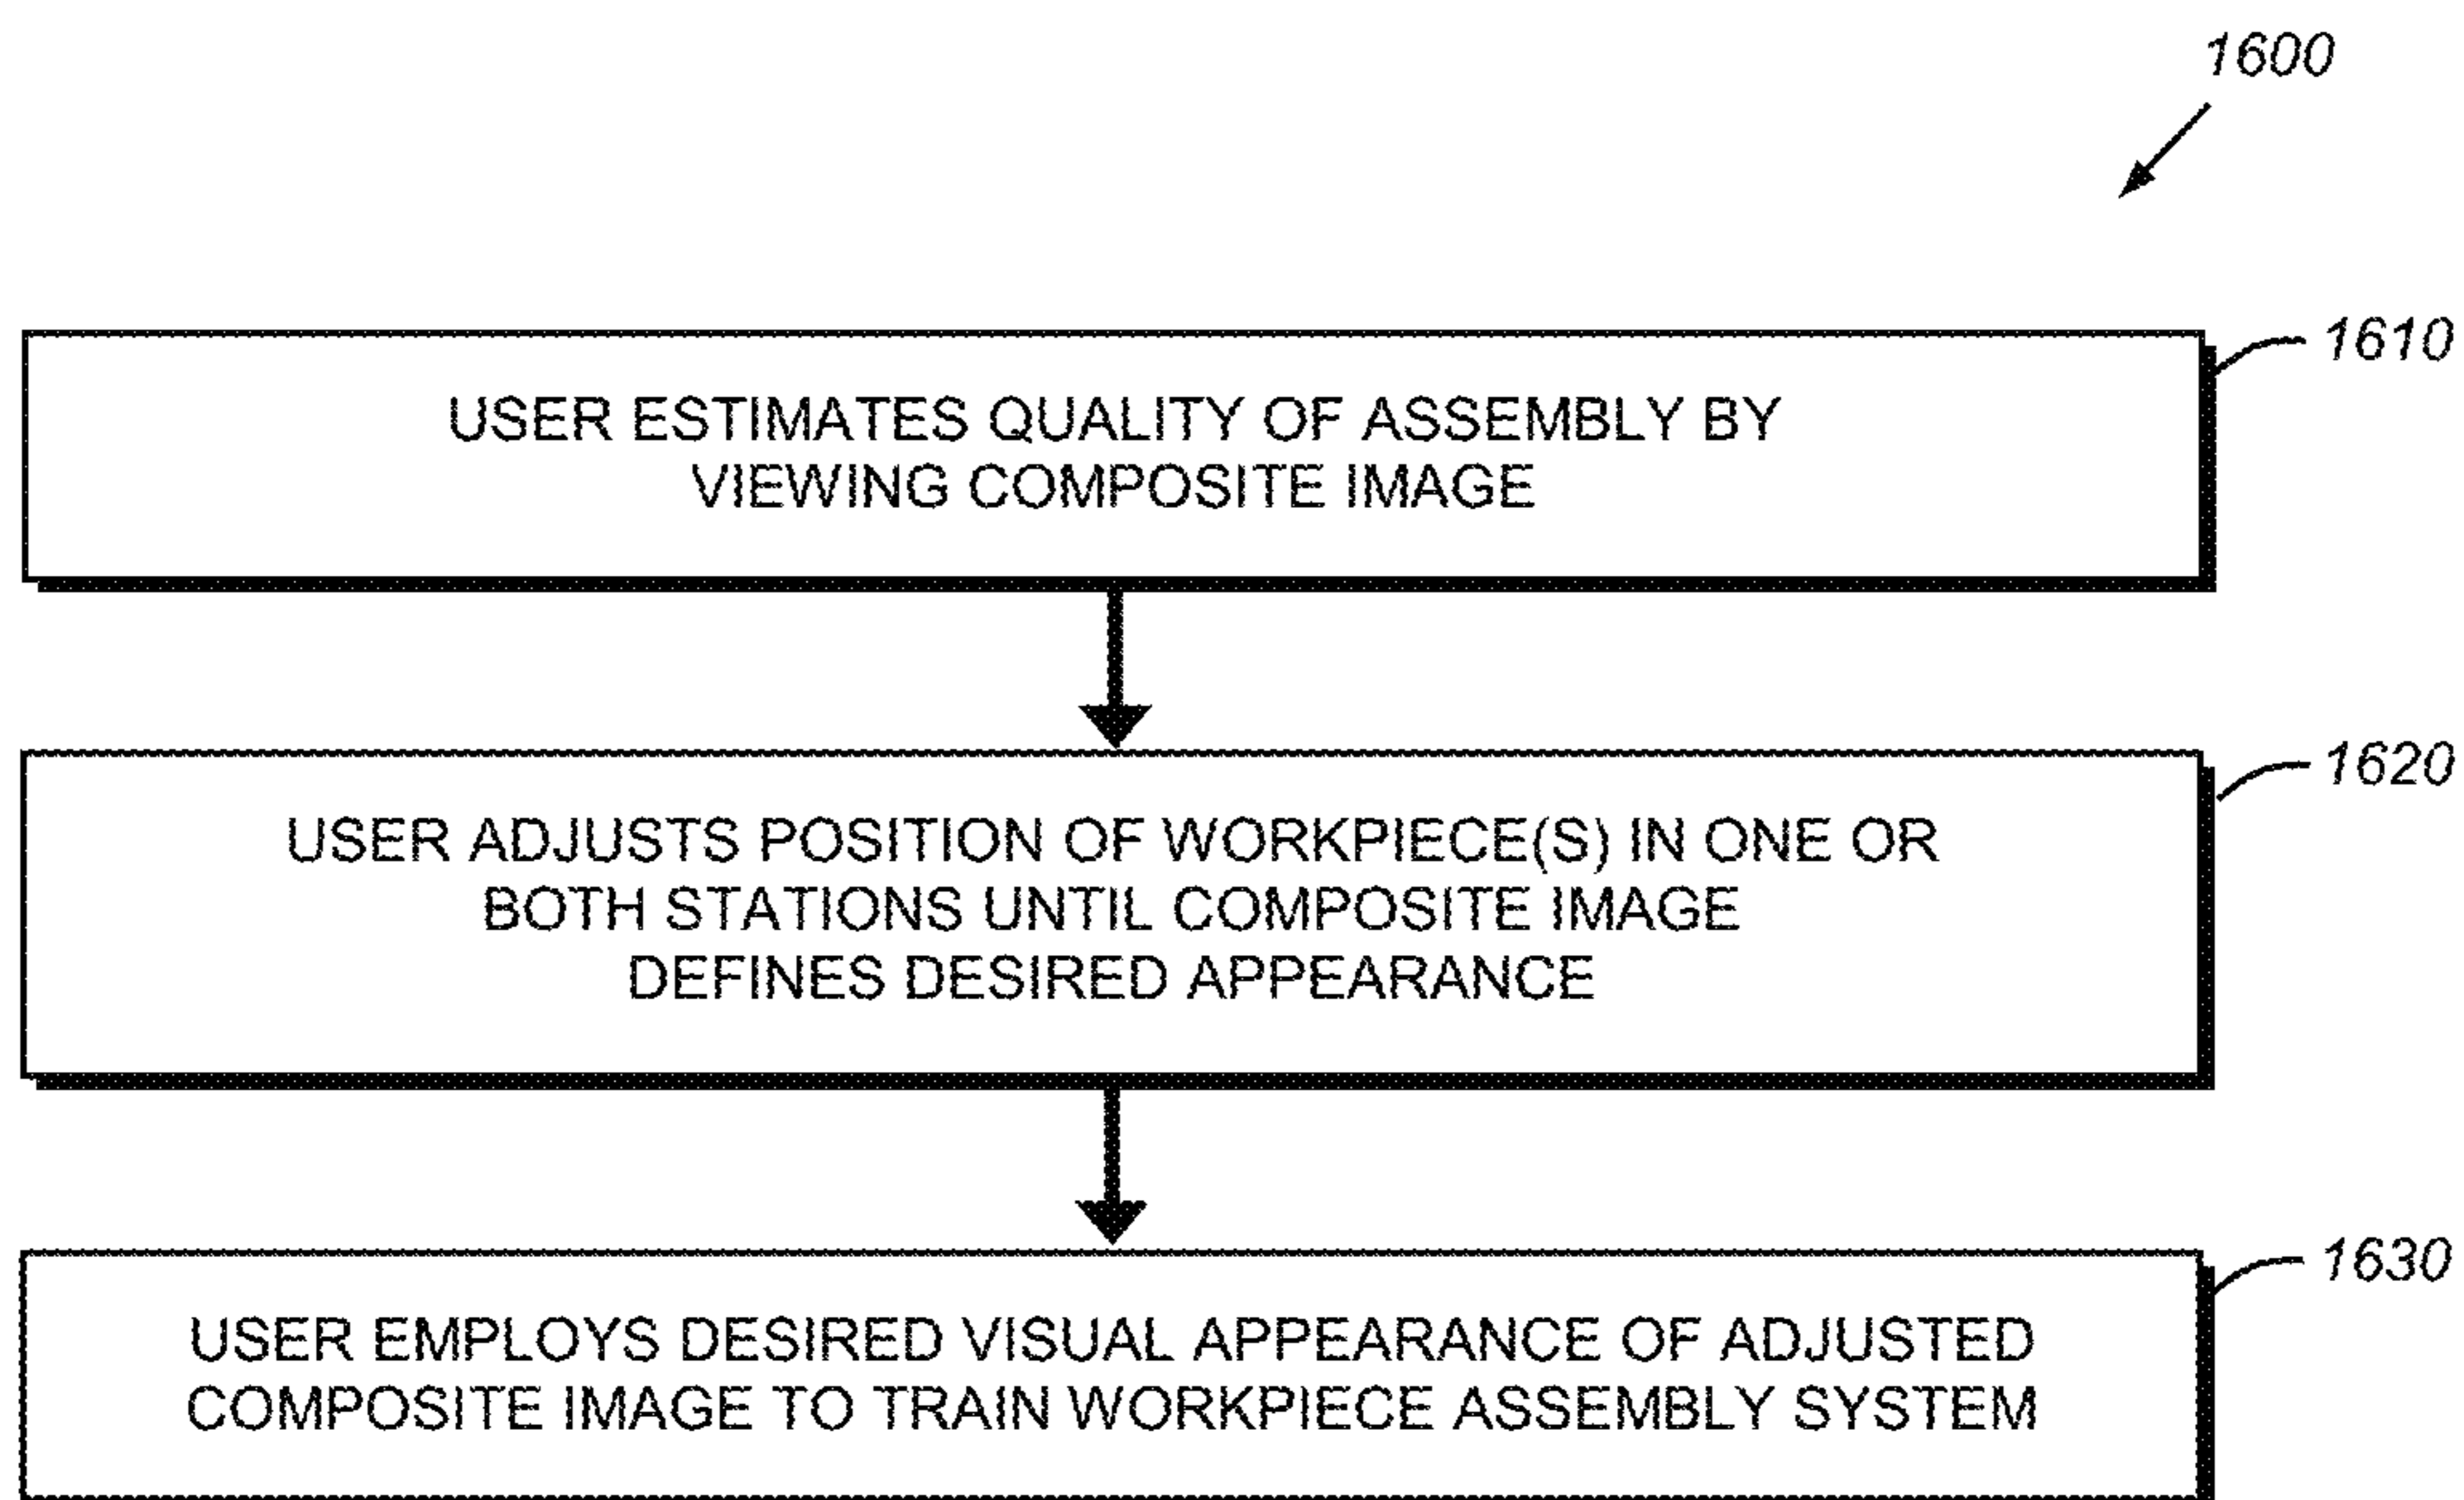 1600
1610
USER ESTIMATES QUALITY OF ASSEMBLY BY
VIEWING COMPOSITE IMAGE
1620
USER ADJUSTS POSITION OF WORKPIECE(S) IN ONE OR
BOTH STATIONS UNTIL COMPOSITE IMAGE
DEFINES DESIRED APPEARANCE
1630
USER EMPLOYS DESIRED VISUAL APPEARANCE OF ADJUSTED
COMPOSITE IMAGE TO TRAIN WORKPIECE ASSEMBLY SYSTEM